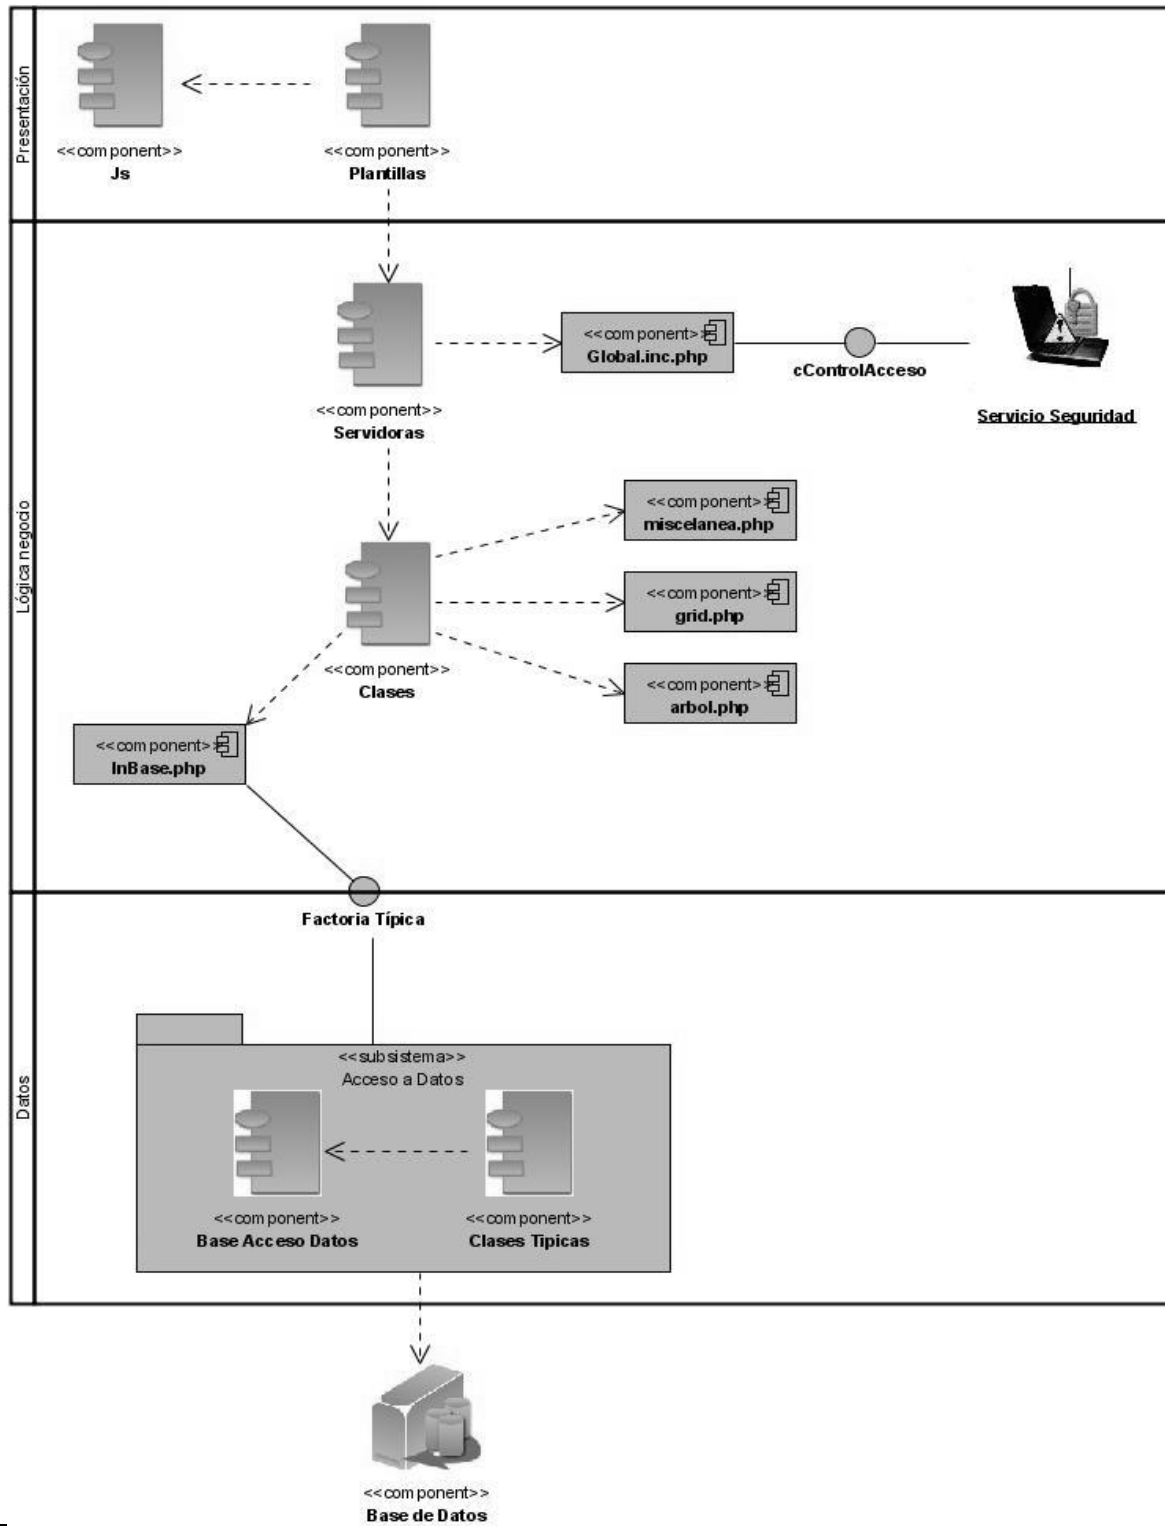 Presentación
<<component>>
Js
<<component>>
Plantillas
Lógica negocio
<<component>>
Servidoras
<<component>>
Global.inc.php
cControlAcceso
Servicio Seguridad
<<component>>
miscelanea.php
<<component>>
grid.php
<<component>>
arbol.php
<<component>>
Clases
<<component>>
InBase.php
Factoria Típica
Datos
<<subsistema>>
Acceso a Datos
<<component>>
Base Acceso Datos
<<component>>
Clases Tipicas
<<component>>
Base de Datos